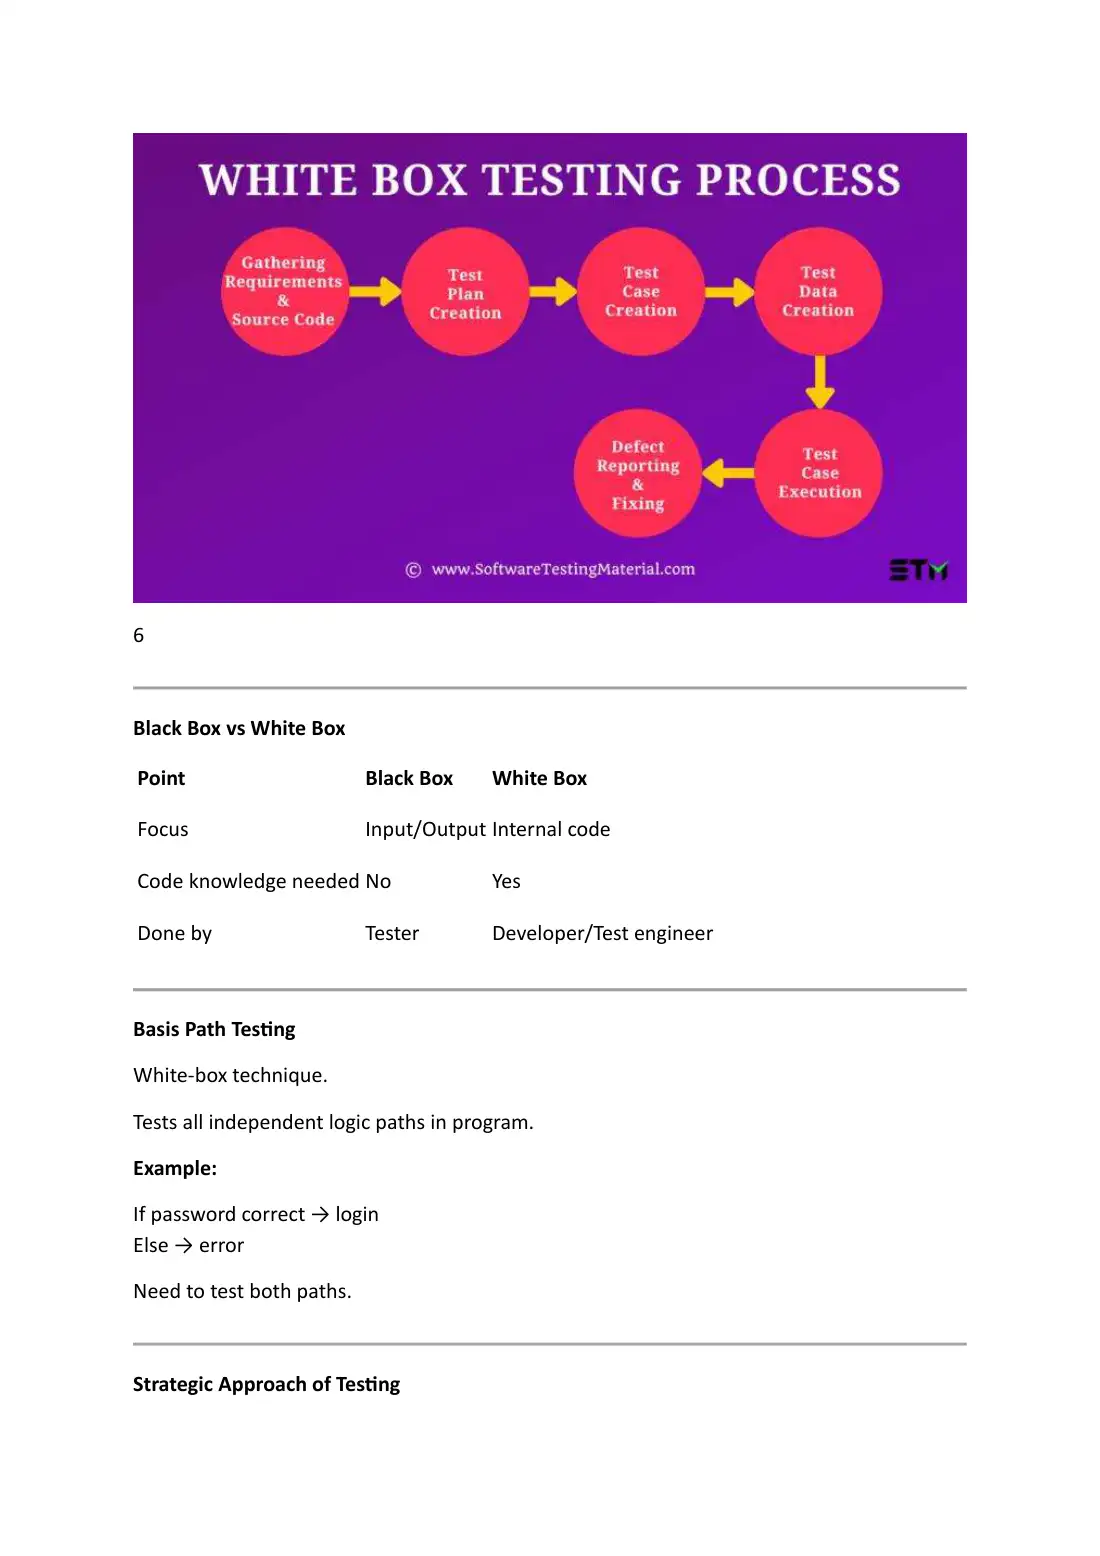 WHITE BOX TESTING PROCESS
Gathering
Requirements
&
Source Code
Test
Plan
Creation
Test
Case
Creation
Test
Data
Creation
Test
Case
Execution
Defect
Reporting
&
Fixing
© www.SoftwareTestingMaterial.com
STM
6
Black Box vs White Box
Point Black Box White Box
Focus Input/Output Internal code
Code knowledge needed No Yes
Done by Tester Developer/Test engineer
Basis Path Testing
White-box technique.
Tests all independent logic paths in program.
Example:
If password correct → login
Else → error
Need to test both paths.
Strategic Approach of Testing